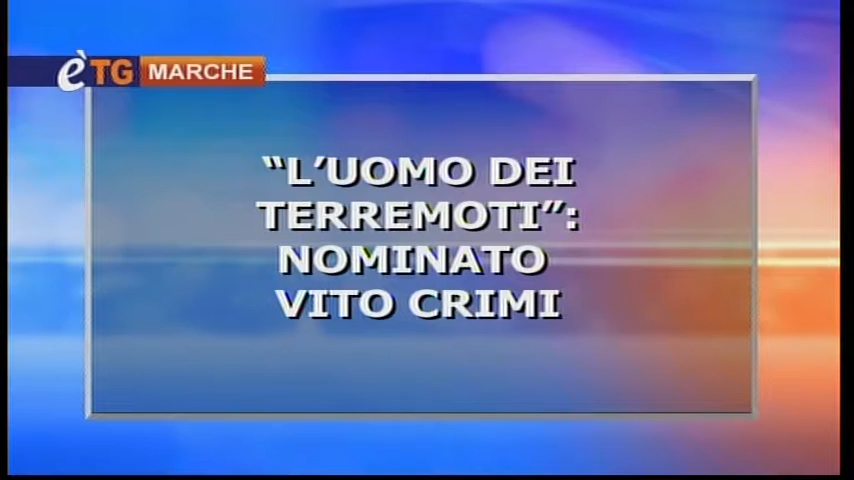 èTG MARCHE
“L’UOMO DEI
TERREMOTI”:
NOMINATO
VITO CRIMI